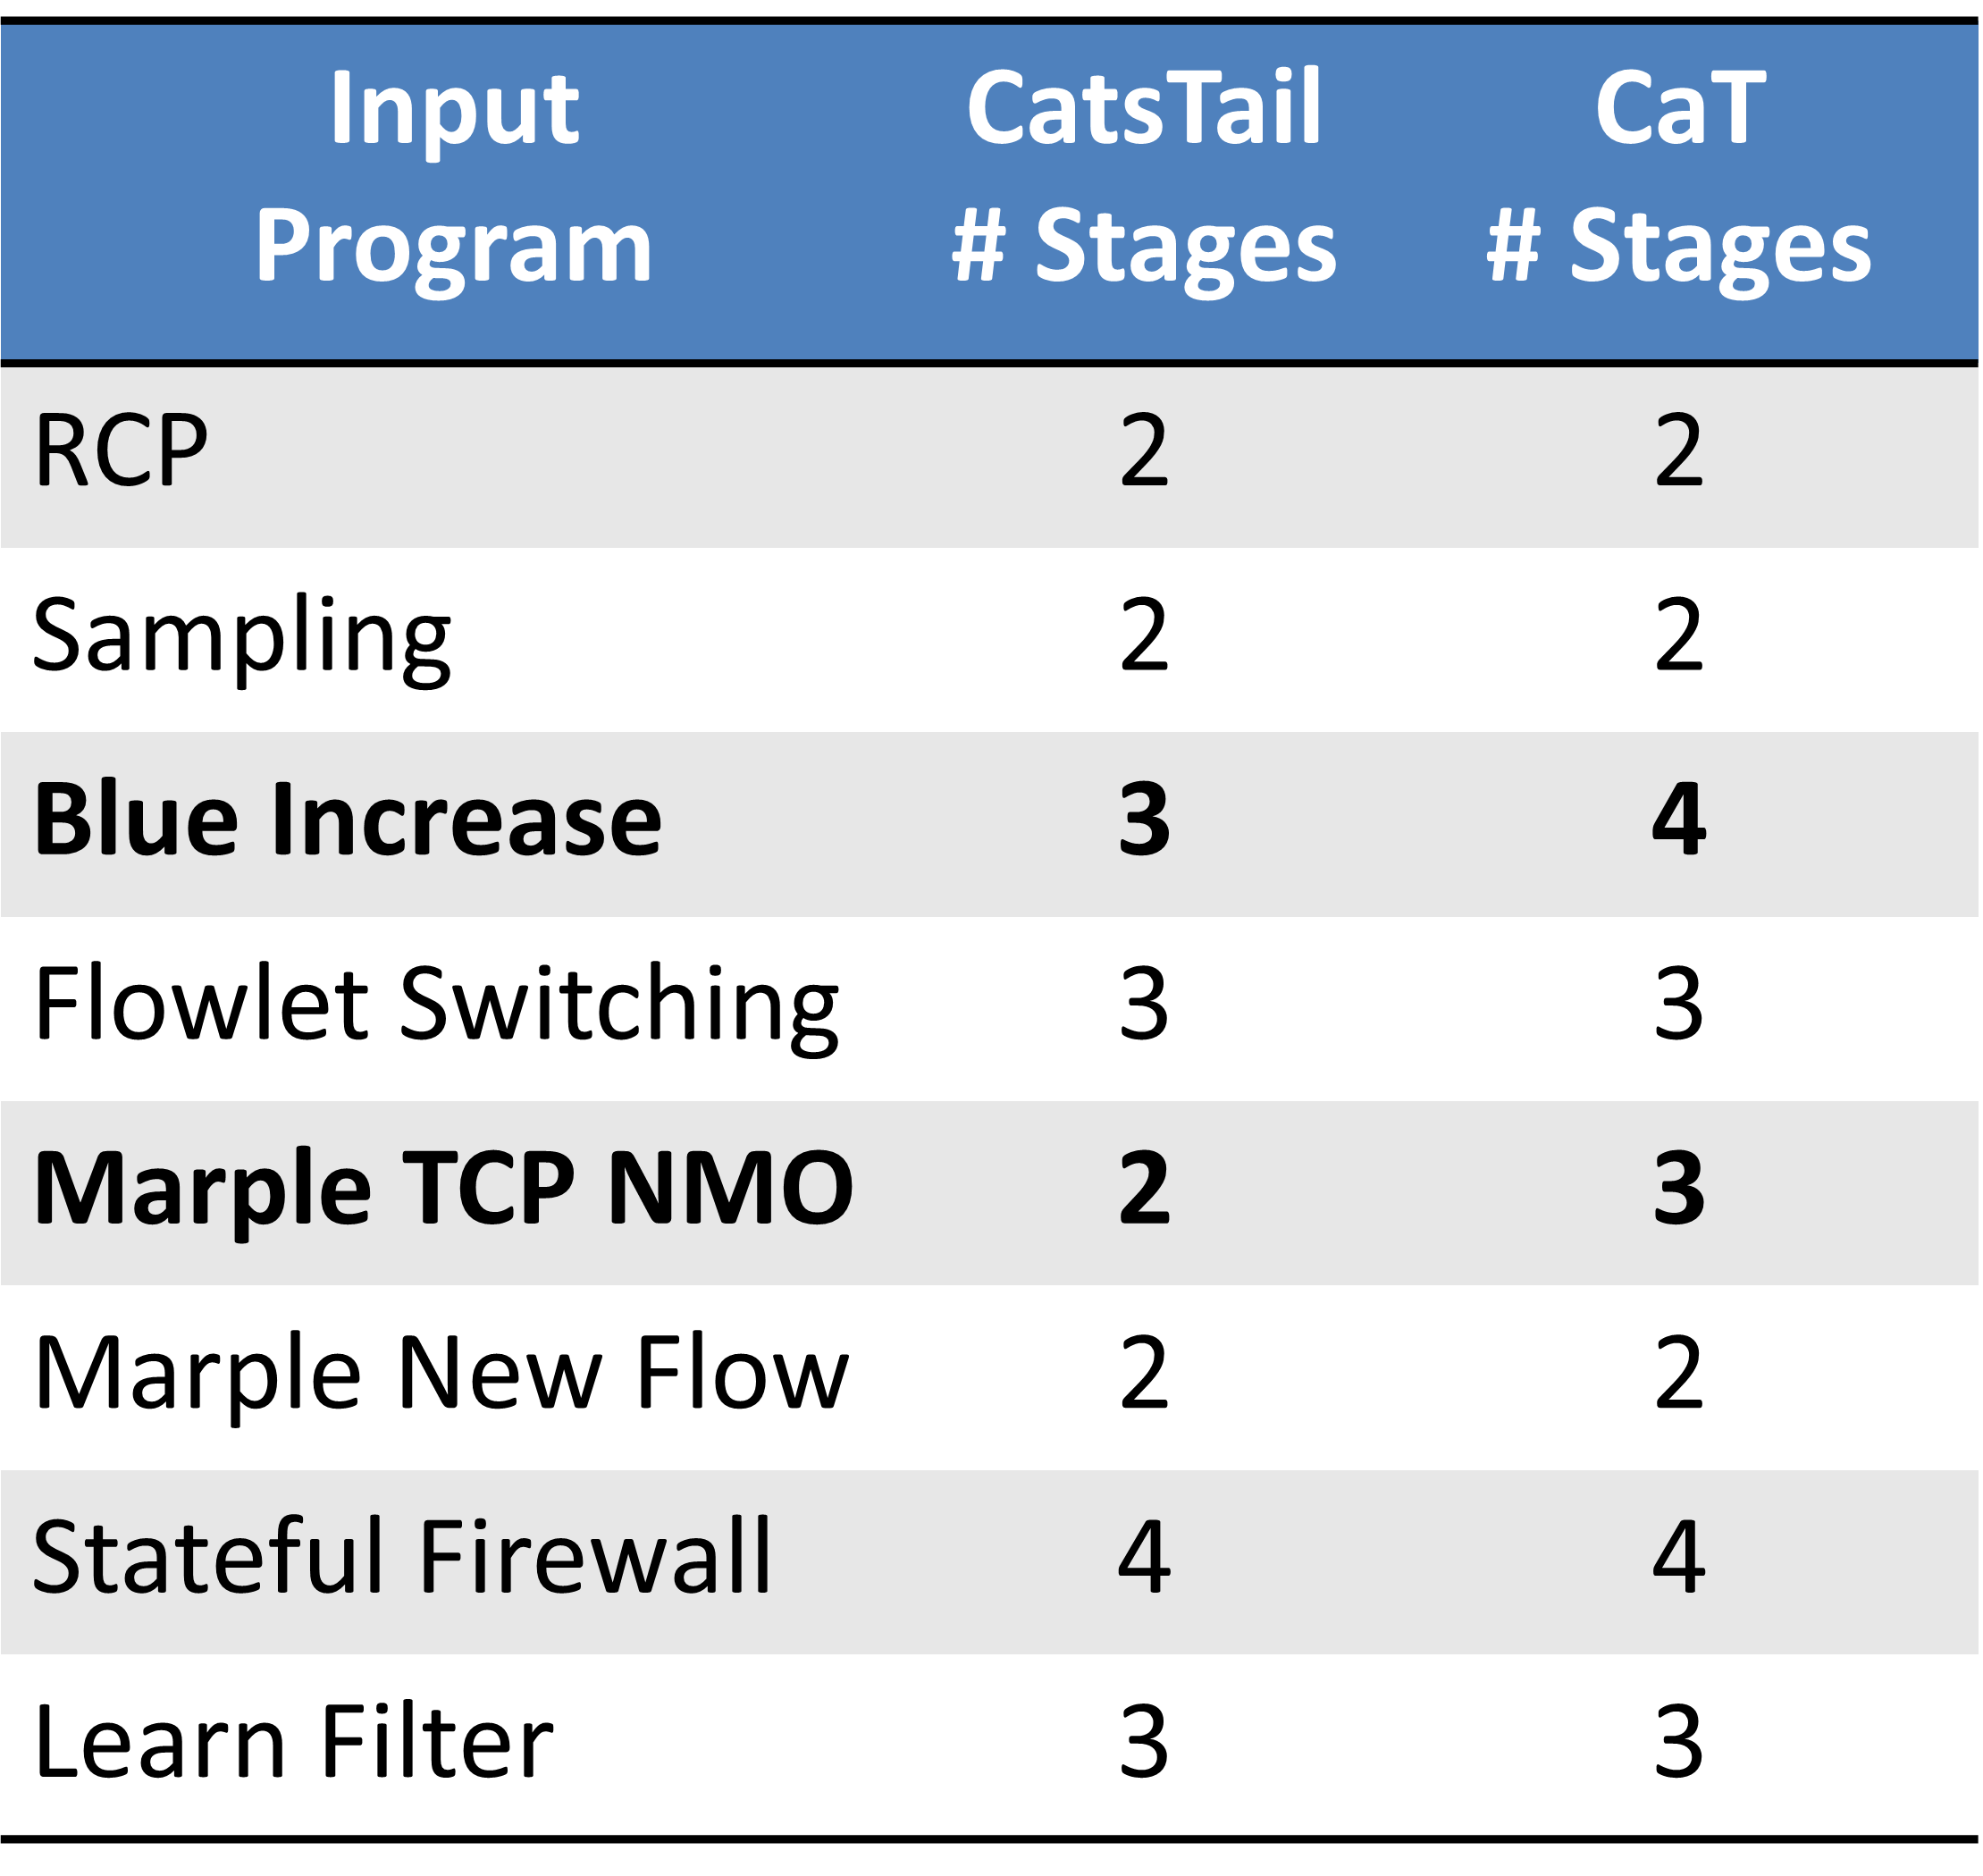 Input Program CatsTail # Stages CaT # Stages
RCP 2 2
Sampling 2 2
Blue Increase 3 4
Flowlet Switching 3 3
Marple TCP NMO 2 3
Marple New Flow 2 2
Stateful Firewall 4 4
Learn Filter 3 3